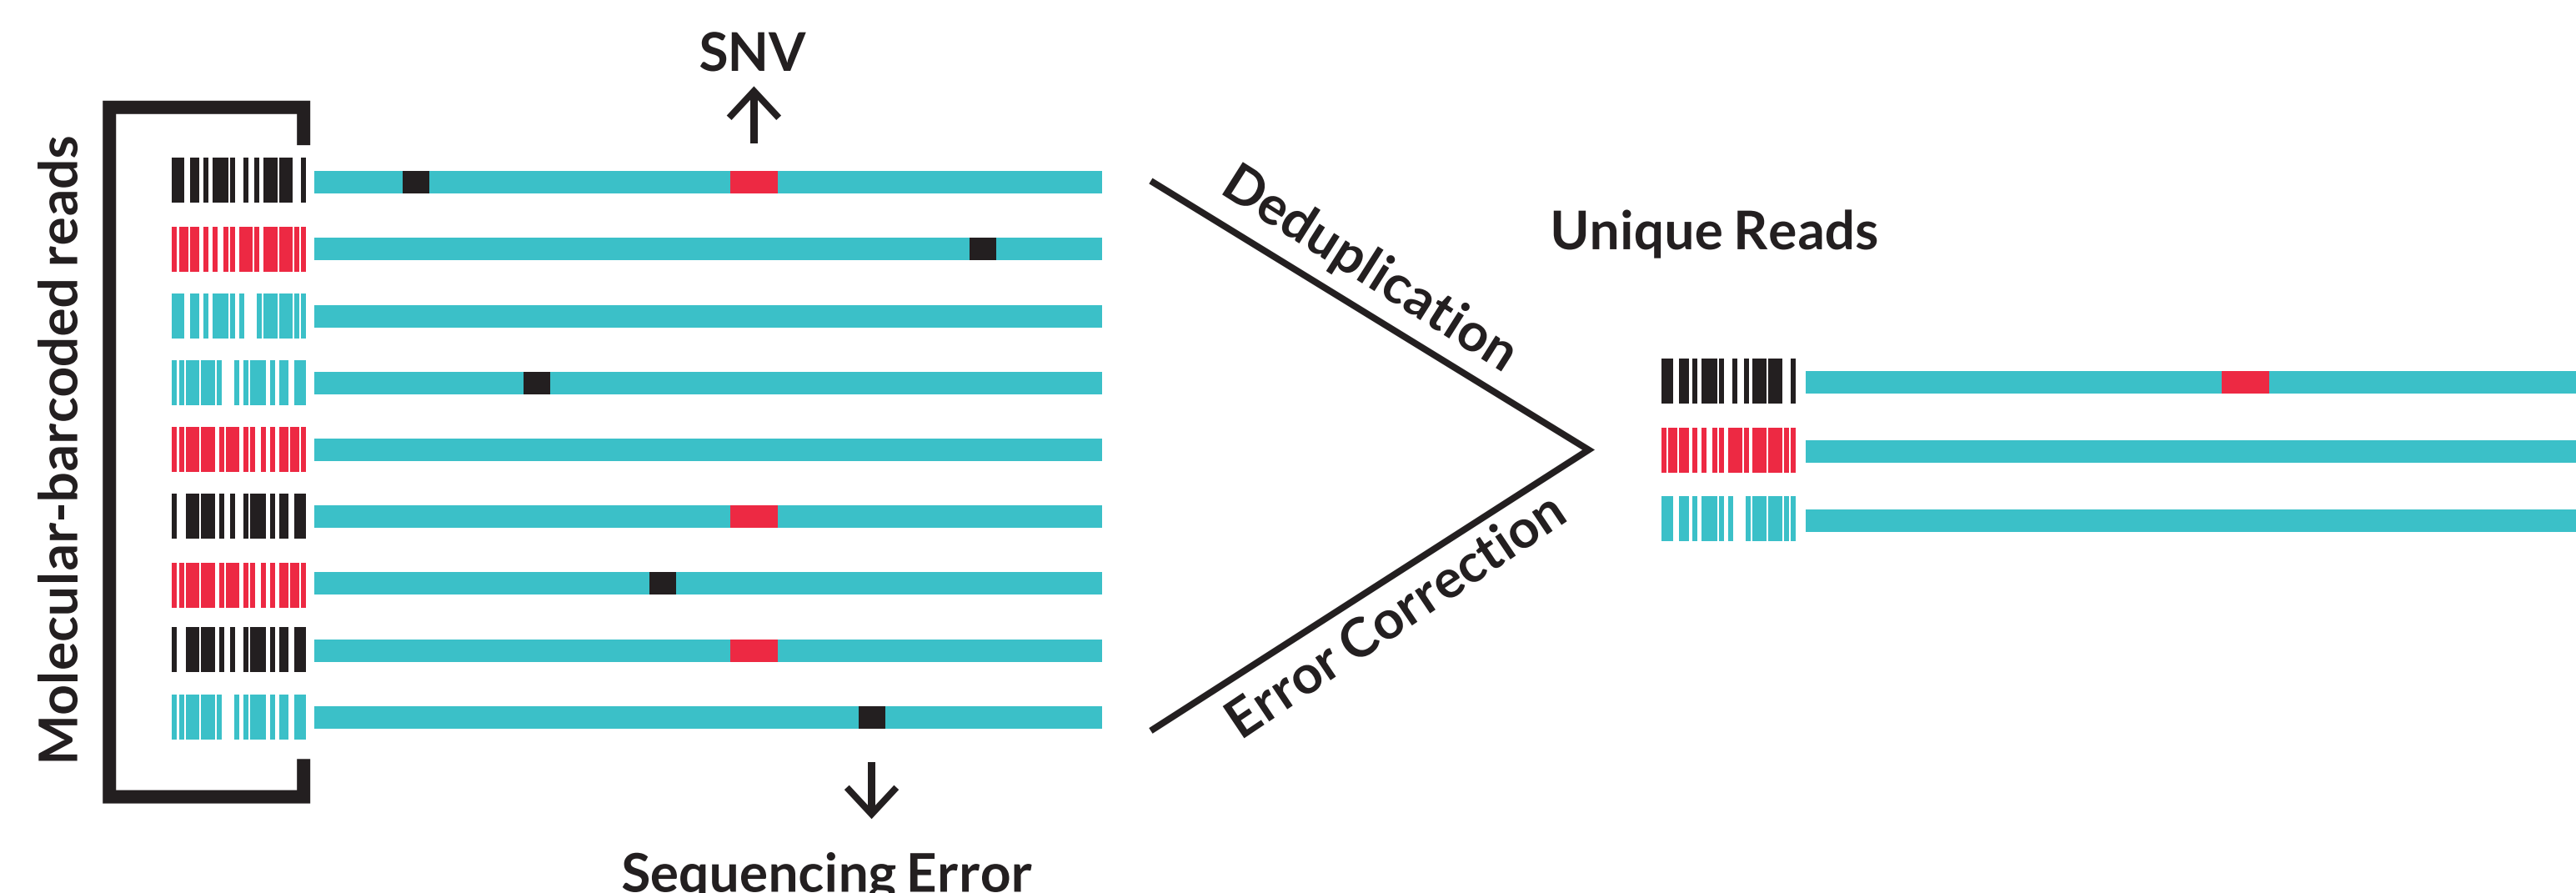 SNV
Molecular-barcoded reads
Deduplication
Unique Reads
Error Correction
Sequencing Error